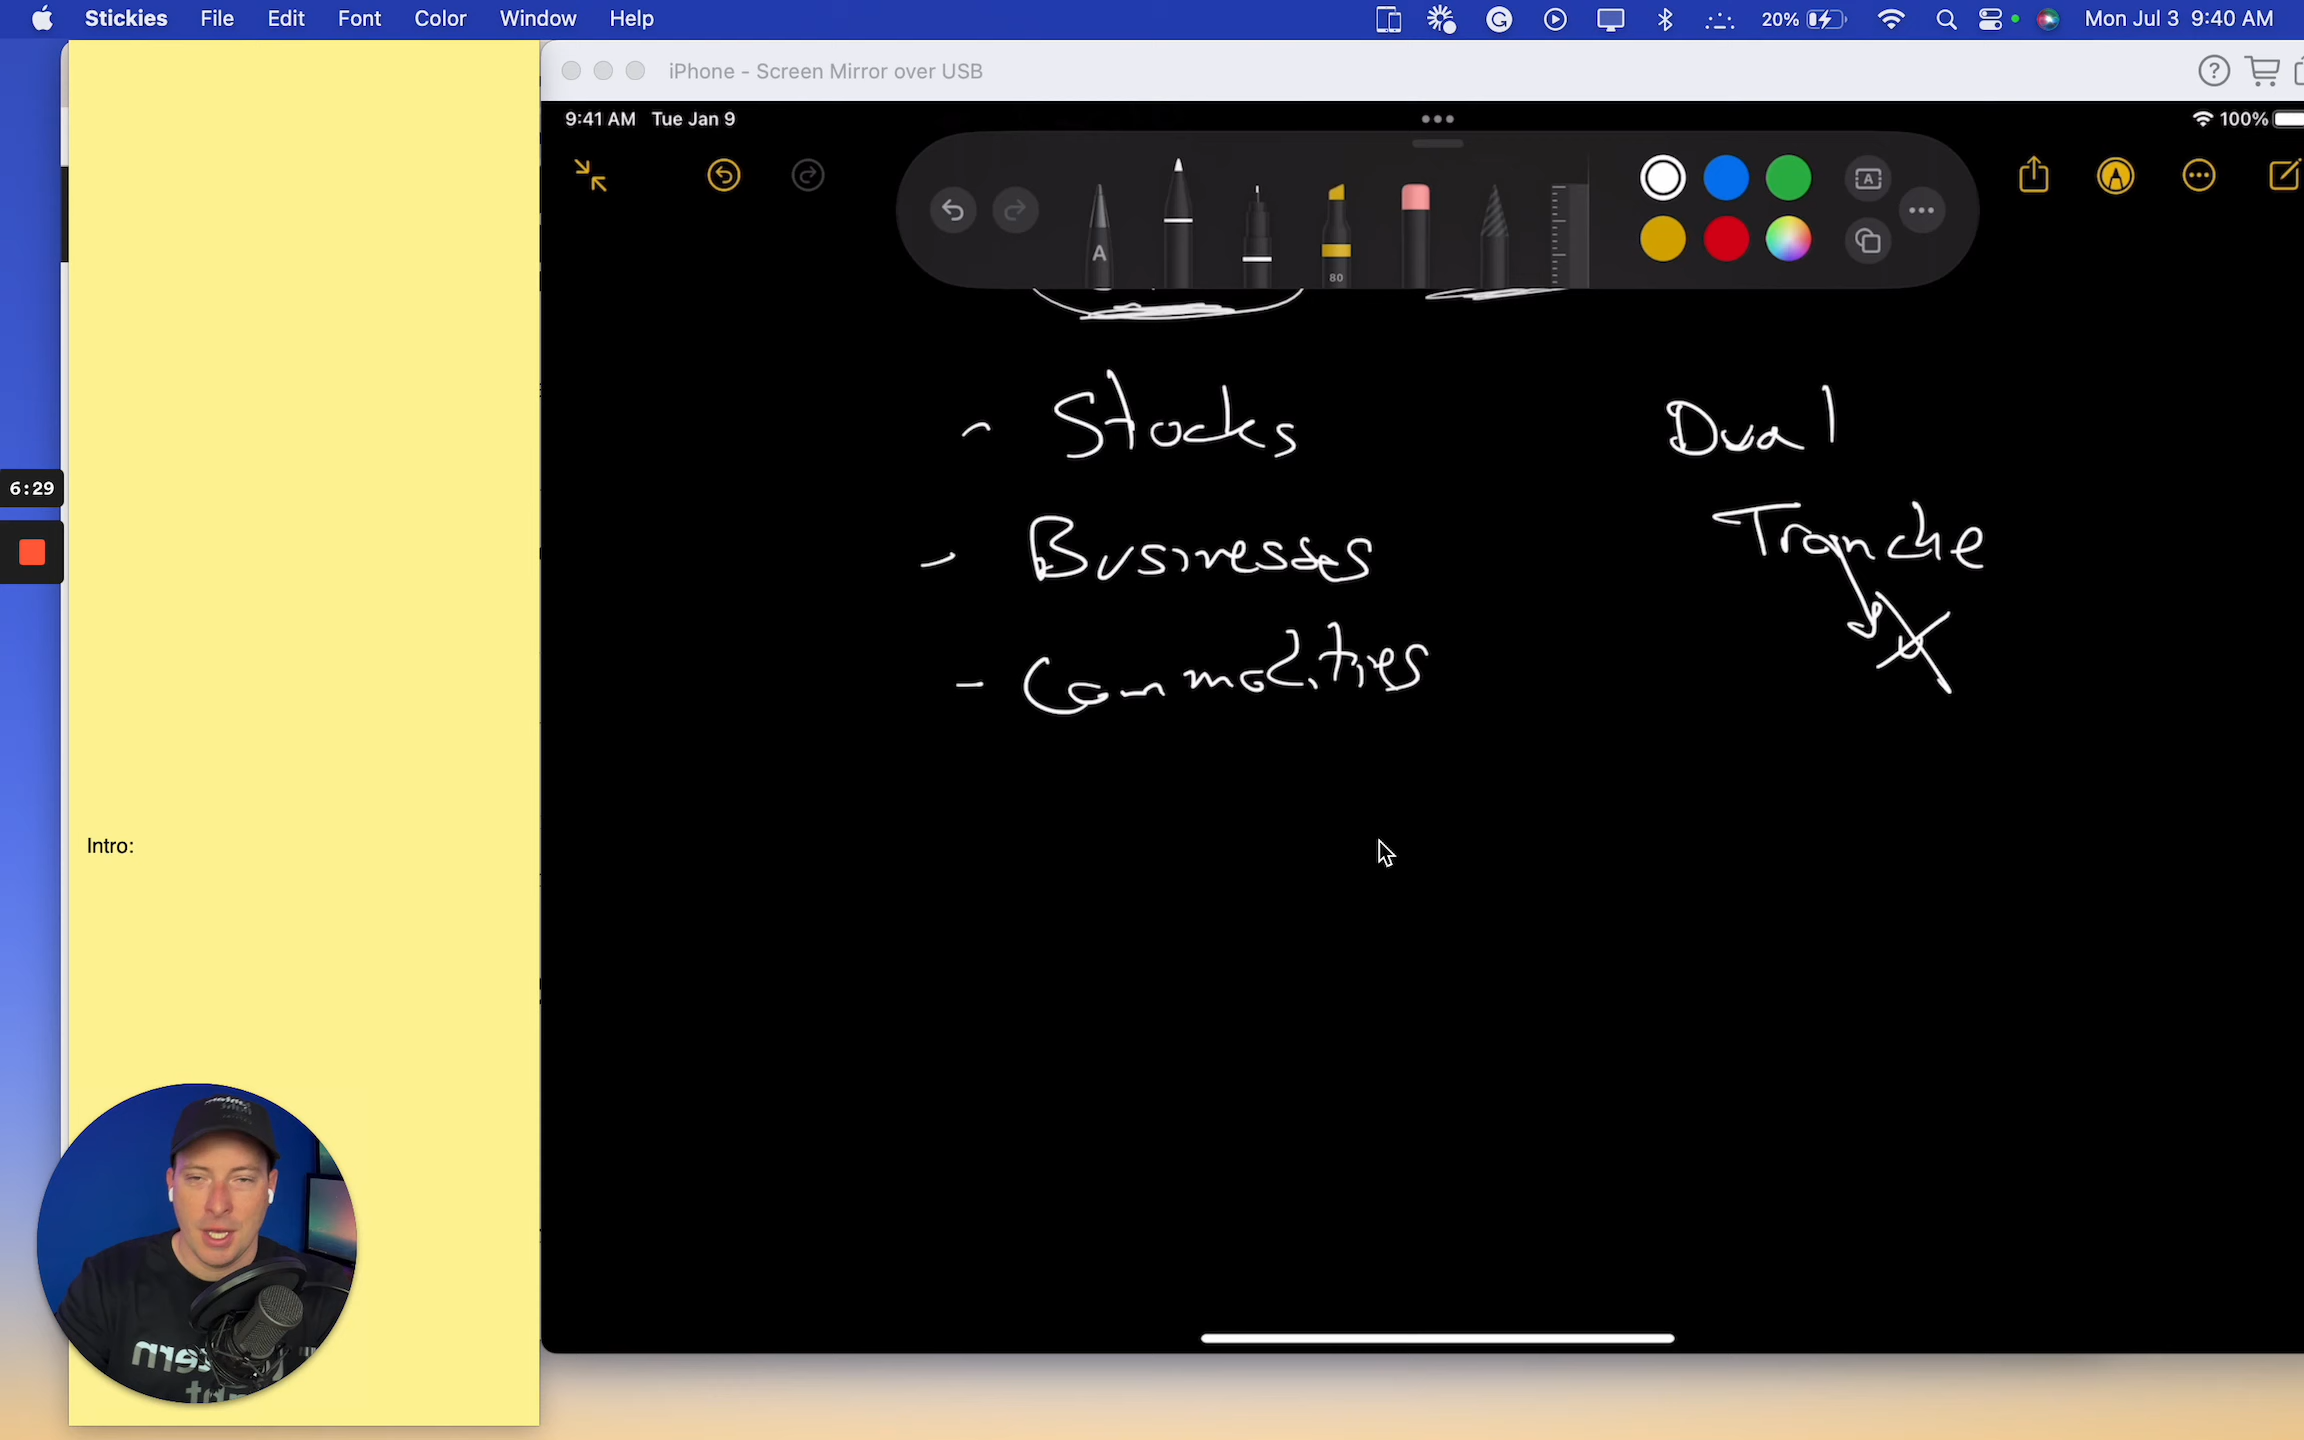 Stickies File Edit Font Color Window Help 20% Mon Jul 3 9:40 AM
iPhone - Screen Mirror over USB
9:41 AM Tue Jan 9 100%
A 80 A
Stocks Dual
6:29
- Businesses Tranche
- Commodities
Intro: